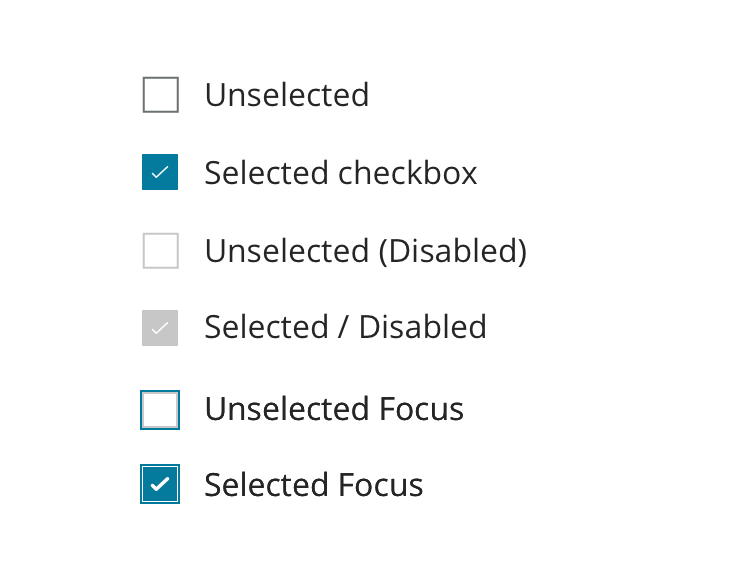 Unselected
Selected checkbox
Unselected (Disabled)
Selected / Disabled
Unselected Focus
Selected Focus